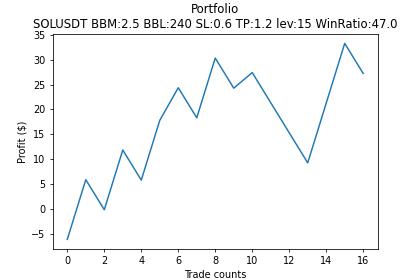 Portfolio
SOLUSDT BBM:2.5 BBL:240 SL:0.6 TP:1.2 lev:15 WinRatio:47.0
35
30
25
20
15
10
5
0
−5
Profit ($)
0 2 4 6 8 10 12 14 16
Trade counts